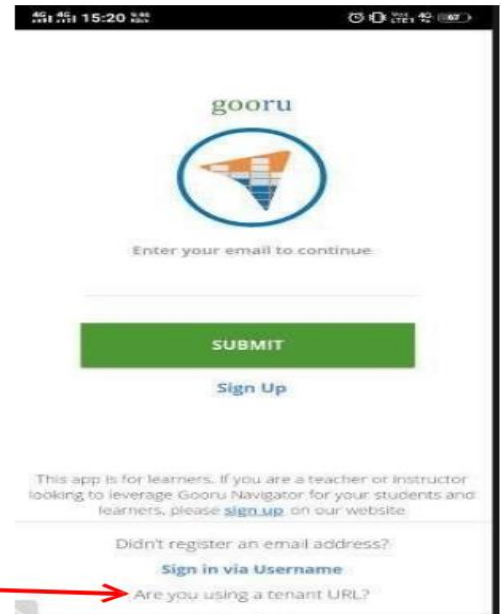 15:20
67
gooru
Enter your email to continue
SUBMIT
Sign Up
This app is for learners. If you are a teacher or instructor
looking to leverage Gooru Navigator for your students and
learners, please sign up on our website
Didn't register an email address?
Sign in via Username
Are you using a tenant URL?